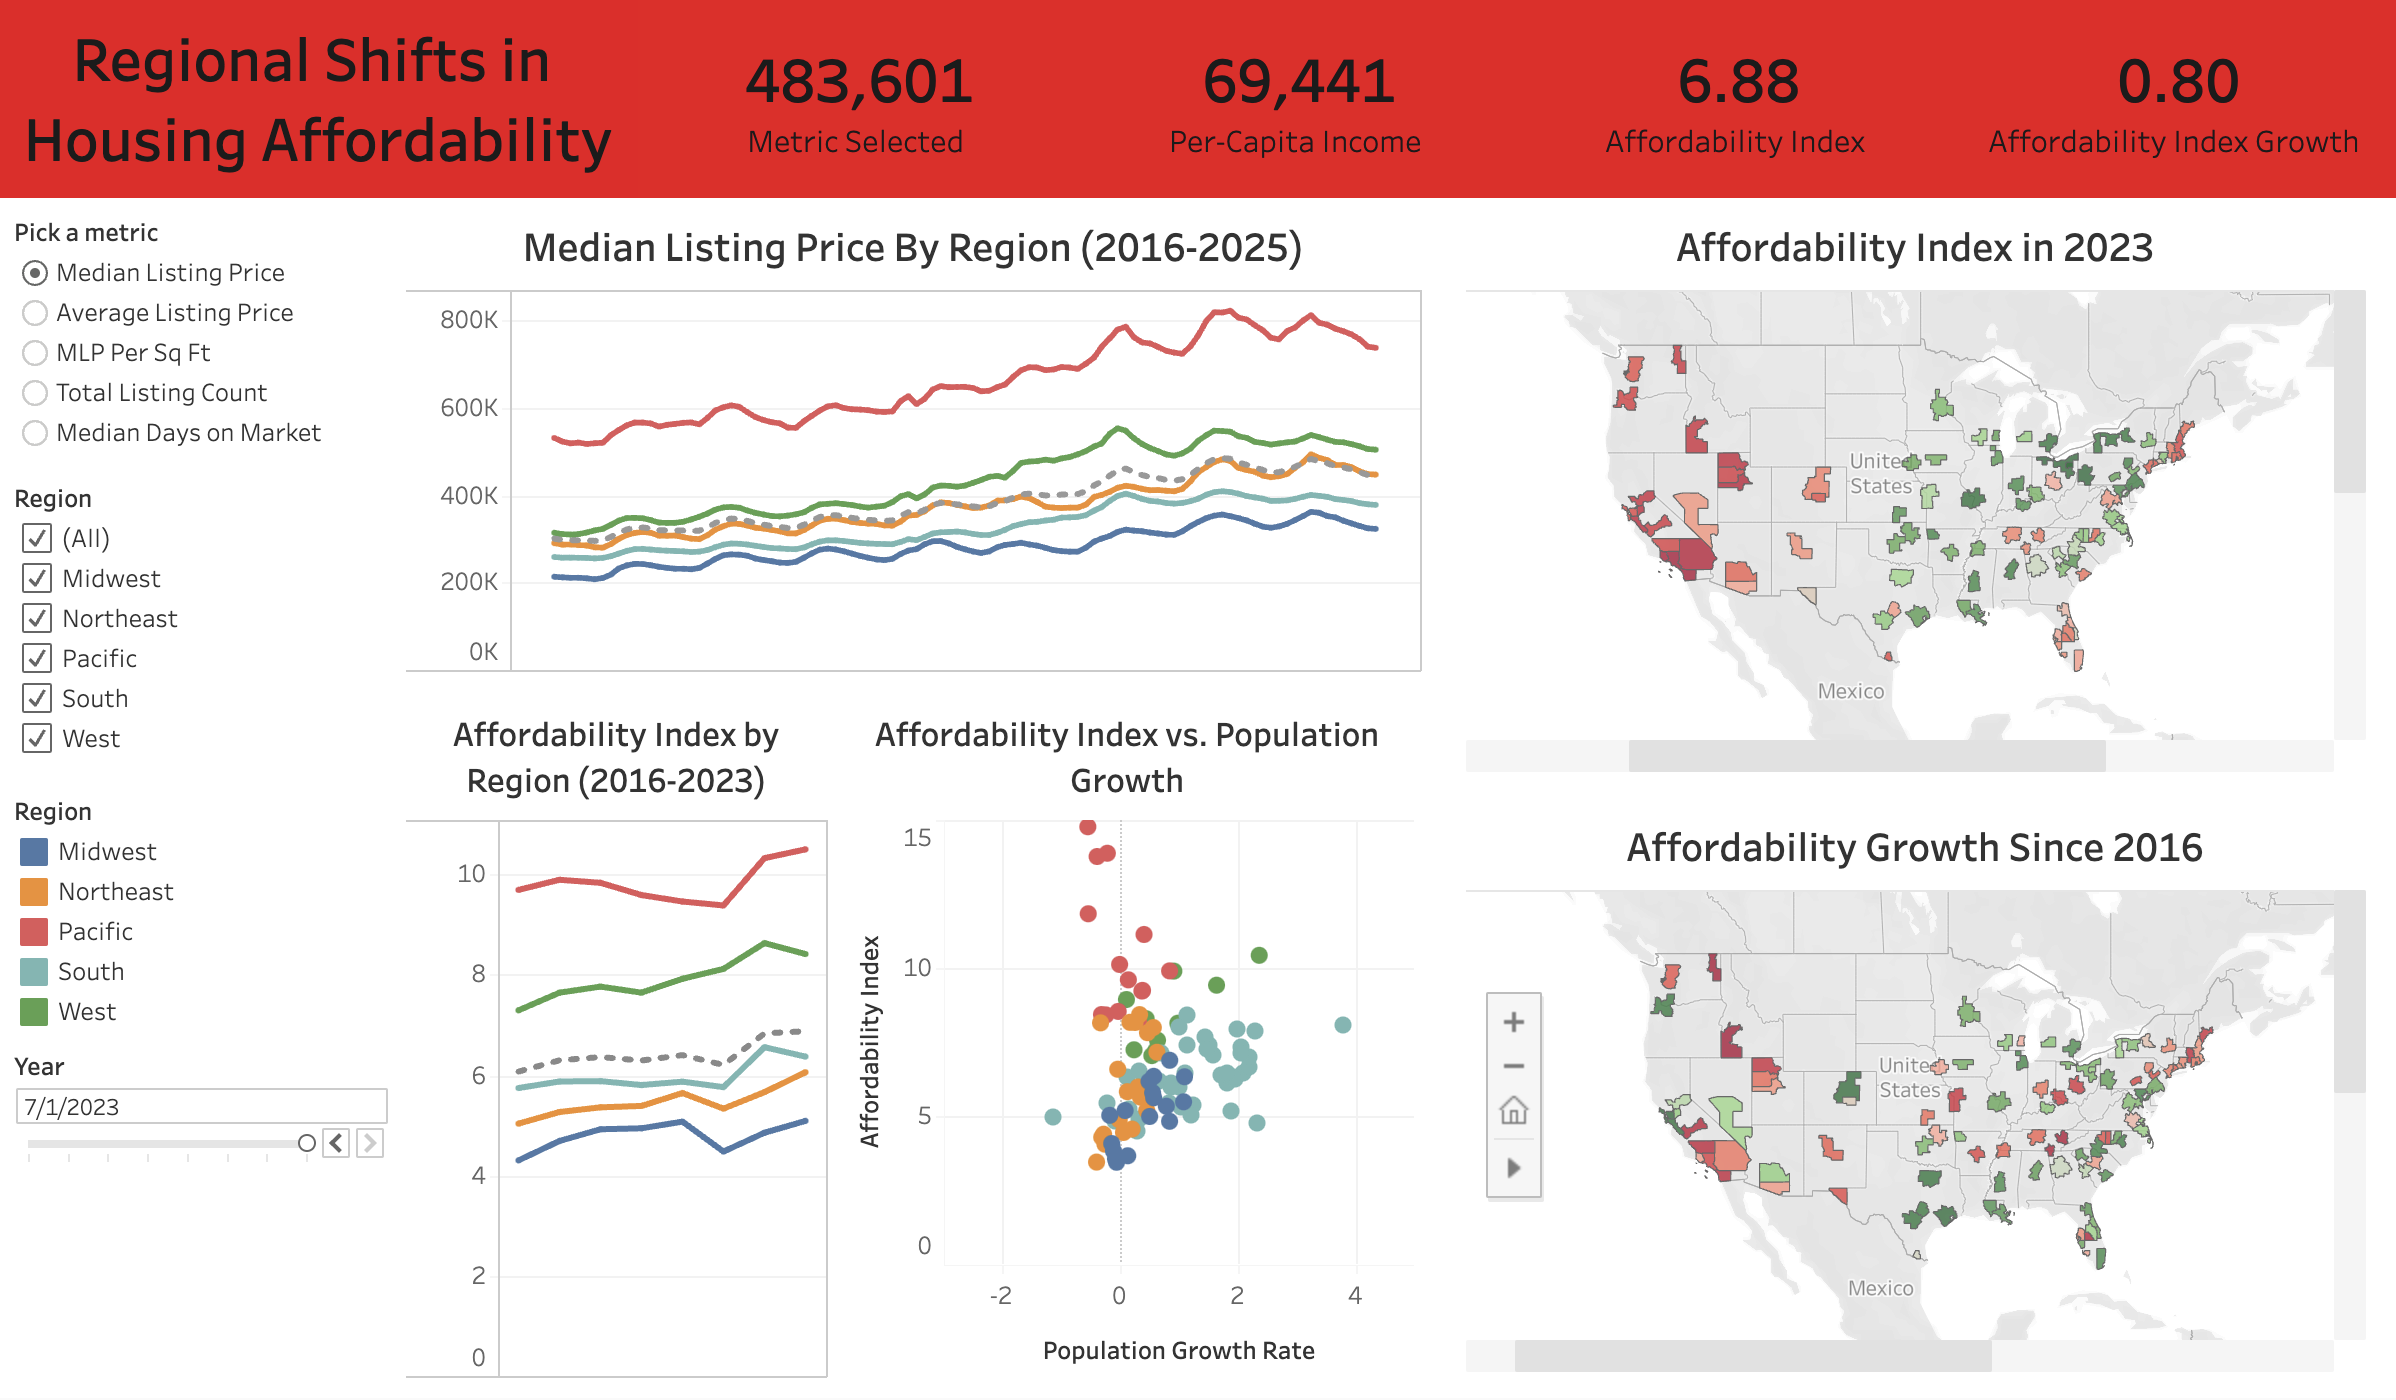 Regional Shifts in
Housing Affordability
483,601
Metric Selected
69,441
Per-Capita Income
6.88
Affordability Index
0.80
Affordability Index Growth
Pick a metric
Median Listing Price
Average Listing Price
MLP Per Sq Ft
Total Listing Count
Median Days on Market
Region
(All)
Midwest
Northeast
Pacific
South
West
Region
Midwest
Northeast
Pacific
South
West
Year
7/1/2023
Median Listing Price By Region (2016-2025)
800K
600K
400K
200K
0K
Affordability Index by
Region (2016-2023)
10
8
6
4
2
0
Affordability Index vs. Population
Growth
Affordability Index
15
10
5
0
-2
0
2
4
Population Growth Rate
Affordability Index in 2023
United
States
Mexico
Affordability Growth Since 2016
United
States
Mexico